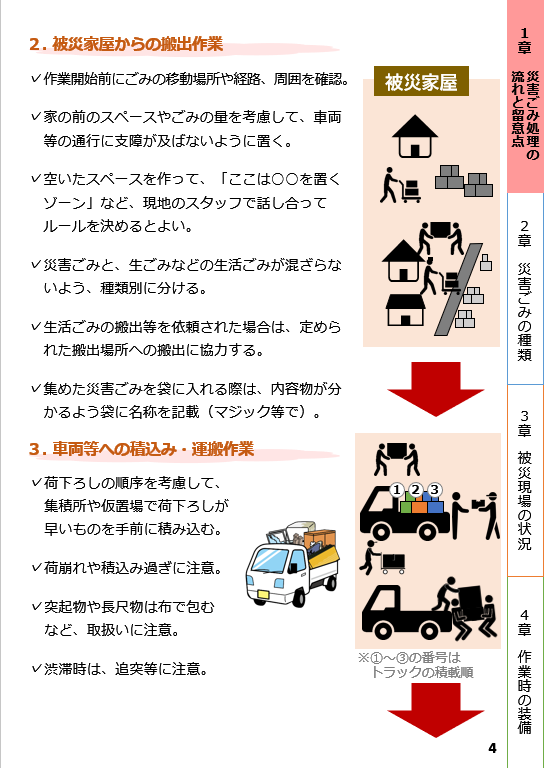 2. 被災家屋からの搬出作業
✓作業開始前にごみの移動場所や経路、周囲を確認。
✓家の前のスペースやごみの量を考慮して、車両
等の通行に支障が及ばないように置く。
✓空いたスペースを作って、「ここは〇〇を置く
ゾーン」など、現地のスタッフで話し合って
ルールを決めるとよい。
✓災害ごみと、生ごみなどの生活ごみが混ざらな
いよう、種類別に分ける。
✓生活ごみの搬出等を依頼された場合は、定めら
れた搬出場所への搬出に協力する。
✓集めた災害ごみを袋に入れる際は、内容物が分
かるよう袋に名称を記載（マジック等で）。
3. 車両等への積込み・運搬作業
✓荷下ろしの順序を考慮して、
集積所や仮置場で荷下ろしが
早いものを手前に積み込む。
✓荷崩れや積込み過ぎに注意。
✓突起物や長尺物は布で包む
など、取扱いに注意。
✓渋滞時は、追突等に注意。
被災家屋
①②③
※①～③の番号は
トラックの積載順
1章 災害ごみ処理の
流れと留意点
2章 災害ごみの種類
3章 被災現場の状況
4章 作業時の装備
4